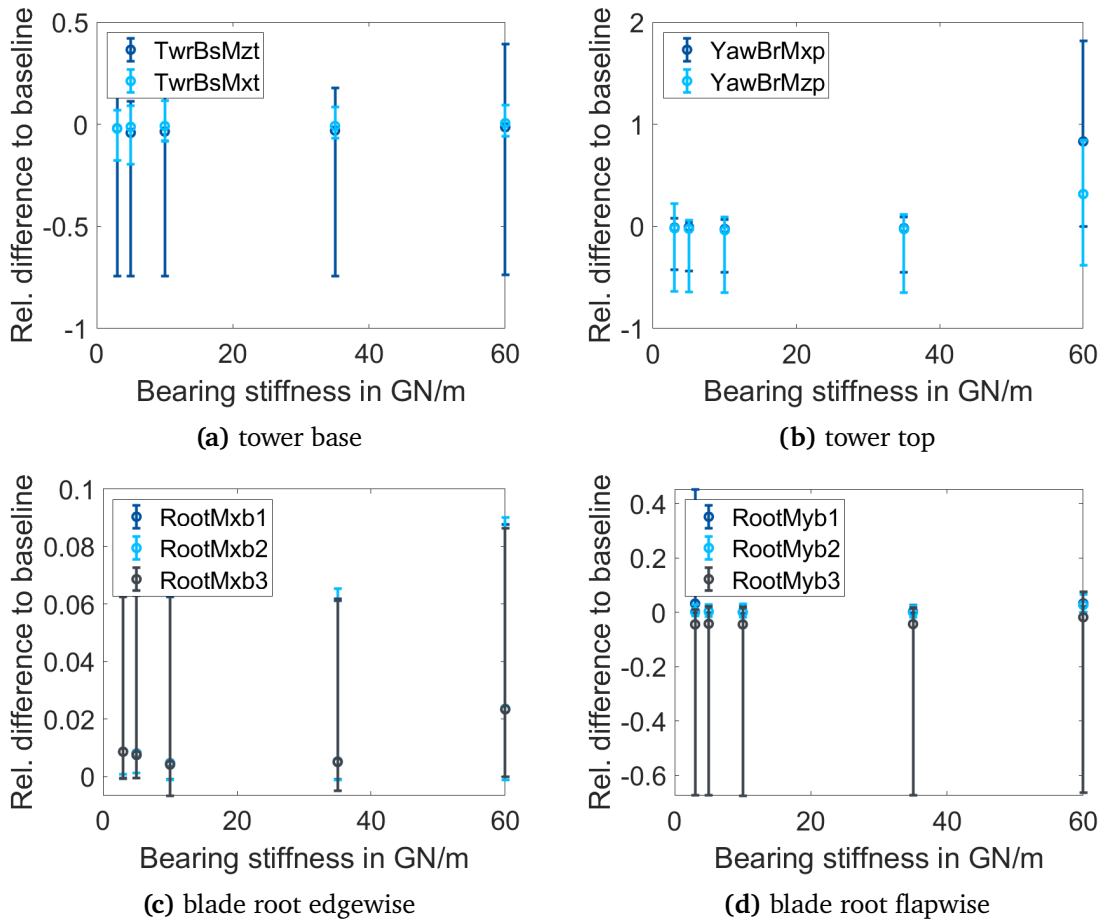 0.5
0
-0.5
-1
Rel. difference to baseline
TwrBsMzt
TwrBsMxt
0 20 40 60
Bearing stiffness in GN/m
(a) tower base
2
1
0
-1
Rel. difference to baseline
YawBrMxp
YawBrMzp
0 20 40 60
Bearing stiffness in GN/m
(b) tower top
0.1
0.08
0.06
0.04
0.02
0
Rel. difference to baseline
RootMxb1
RootMxb2
RootMxb3
0 20 40 60
Bearing stiffness in GN/m
(c) blade root edgewise
0.4
0.2
0
-0.2
-0.4
-0.6
Rel. difference to baseline
RootMyb1
RootMyb2
RootMyb3
0 20 40 60
Bearing stiffness in GN/m
(d) blade root flapwise